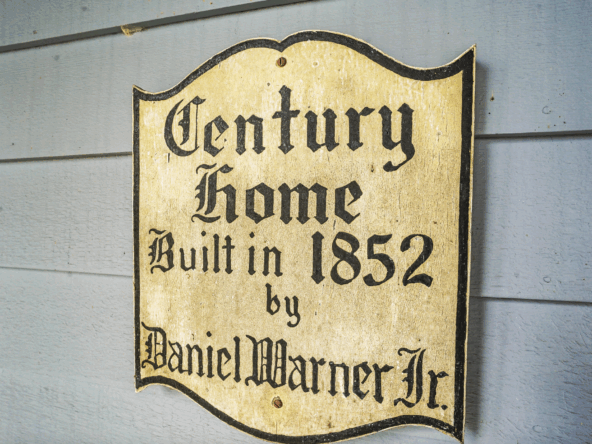 Century
Home
Built in 1852
by
Daniel Warner Jr.